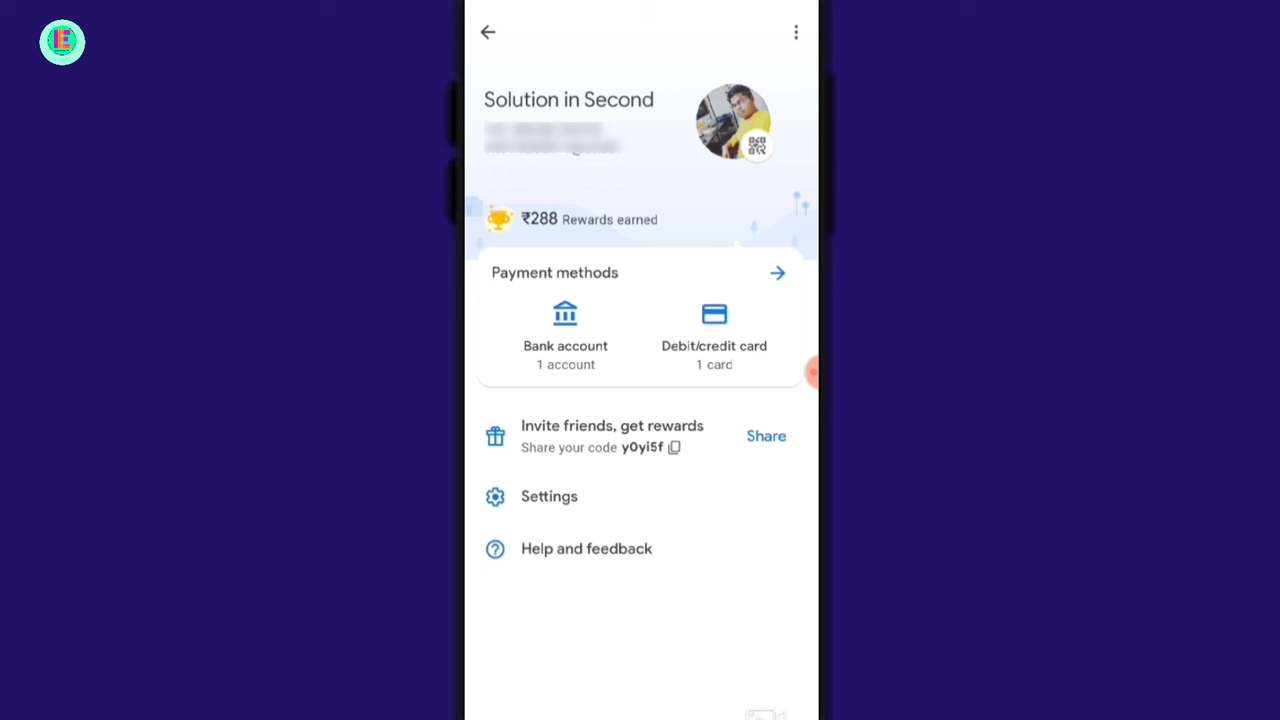 E
Solution in Second
₹288 Rewards earned
Payment methods
Bank account
1 account
Debit/credit card
1 card
Invite friends, get rewards
Share your code y0yi5f
Share
Settings
Help and feedback